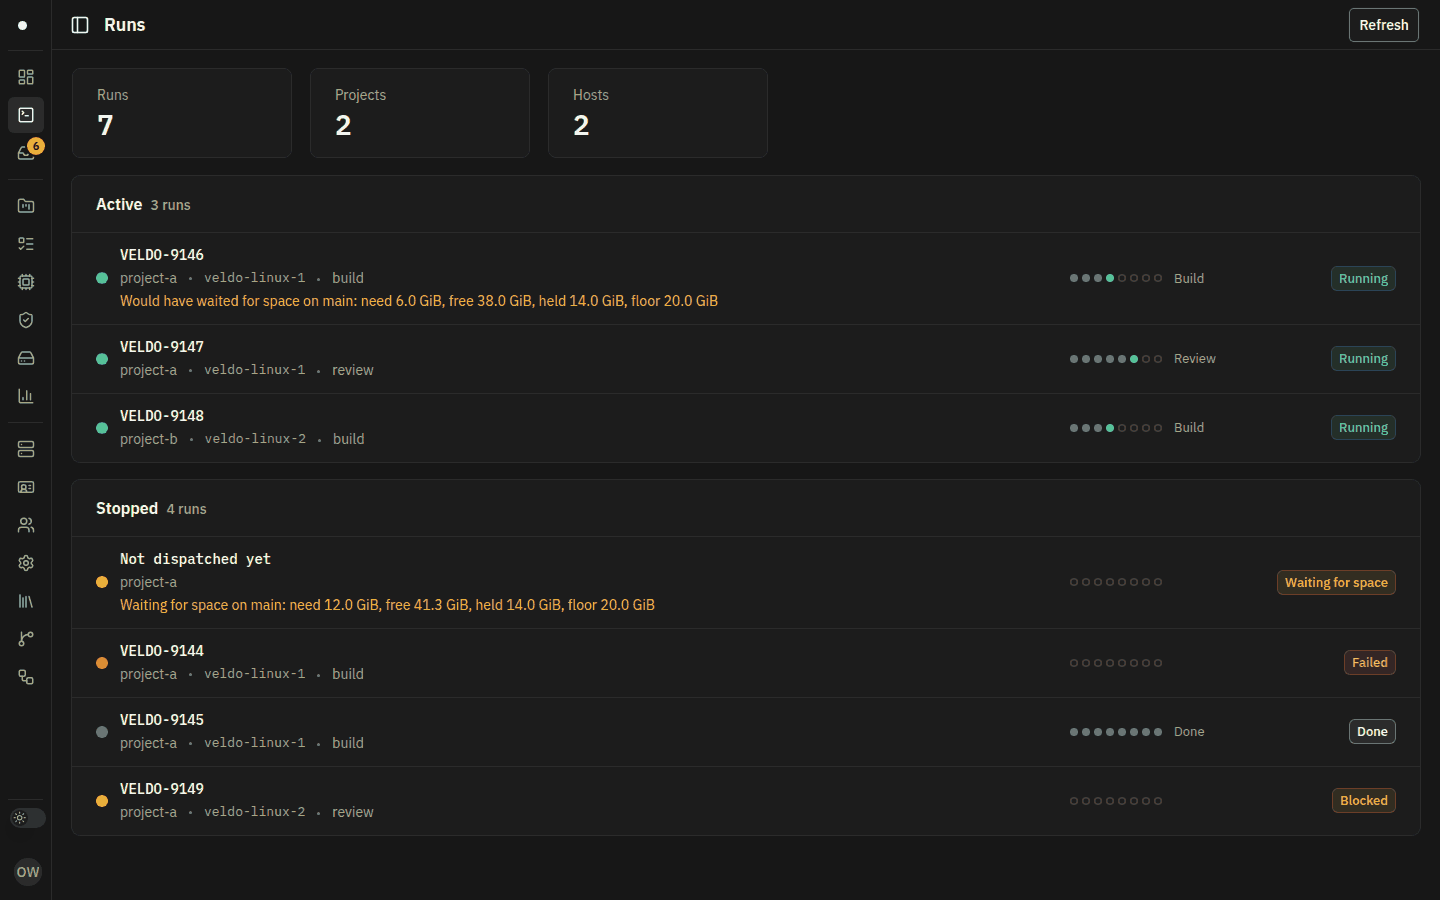 Runs
Refresh
6
Runs
7
Projects
2
Hosts
2
Active 3 runs
VELDO-9146
project-a • veldo-linux-1 • build
Would have waited for space on main: need 6.0 GiB, free 38.0 GiB, held 14.0 GiB, floor 20.0 GiB
Build
Running
VELDO-9147
project-a • veldo-linux-1 • review
Review
Running
VELDO-9148
project-b • veldo-linux-2 • build
Build
Running
Stopped 4 runs
Not dispatched yet
project-a
Waiting for space on main: need 12.0 GiB, free 41.3 GiB, held 14.0 GiB, floor 20.0 GiB
Waiting for space
VELDO-9144
project-a • veldo-linux-1 • build
Failed
VELDO-9145
project-a • veldo-linux-1 • build
Done
Done
VELDO-9149
project-a • veldo-linux-2 • review
Blocked
OW